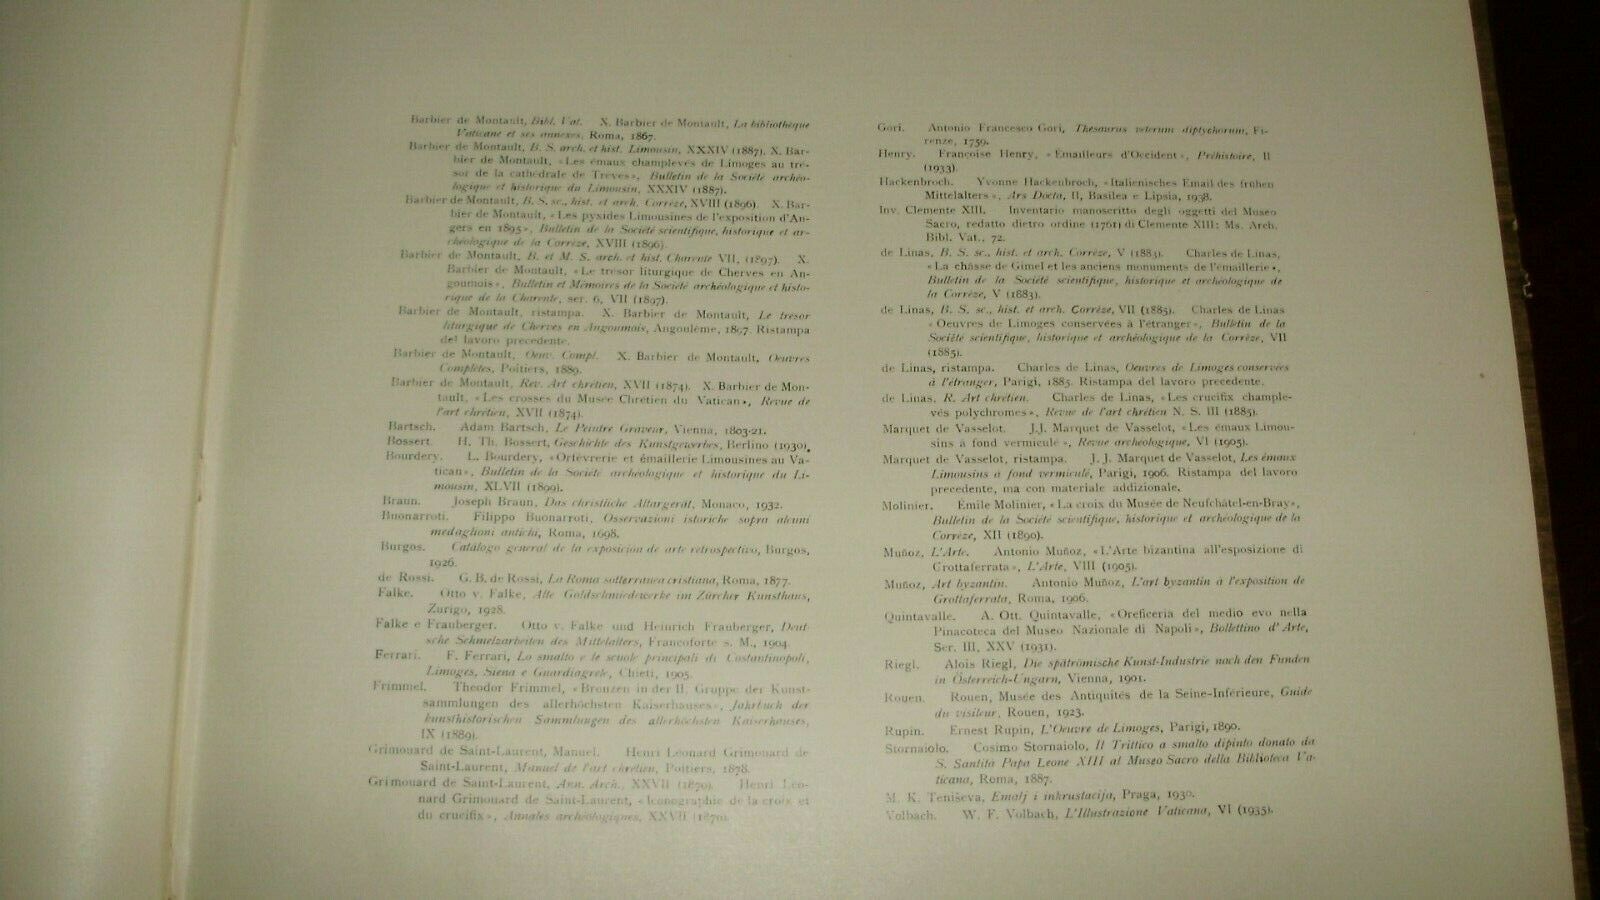 Barbier de Montault, Bibl. Vat. X. Barbier de Montault, La bibliothèque
Vaticane et ses annexes, Roma, 1867.
Barbier de Montault, B. S. arch. et hist. Limousin, XXXIV (1887). X. Bar-
bier de Montault, «Les émaux champlevés de Limoges au tré-
sor de la cathédrale de Trèves», Bulletin de la Société archéo-
logique et historique du Limousin, XXXIV (1887).
Barbier de Montault, B. S. sc., hist. et arch. Corrèze, XVIII (1896). X. Bar-
bier de Montault, «Les pyxides Limousines de l'exposition d'An-
gers en 1895», Bulletin de la Société scientifique, historique et ar-
chéologique de la Corrèze, XVIII (1896).
Barbier de Montault, B. et M. S. arch. et hist. Charente VII, (1897). X.
Barbier de Montault, «Le trésor liturgique de Cherves en An-
goumois», Bulletin et Mémoires de la Société archéologique et histo-
rique de la Charente, ser. 6, VII (1897).
Barbier de Montault, ristampa. X. Barbier de Montault, Le trésor
liturgique de Cherves en Angoumois, Angoulème, 1897. Ristampa
del lavoro precedente.
Barbier de Montault, Oeuv. Compl. X. Barbier de Montault, Oeuvres
Complètes, Poitiers, 1889.
Barbier de Montault, Rev. Art chrétien, XVII (1874). X. Barbier de Mon-
tault, «Les crosses du Musée Chrétien du Vatican», Revue de
l'art chrétien, XVII (1874).
Bartsch. Adam Bartsch, Le Peintre Graveur, Vienna, 1803-21.
Bossert. H. Th. Bossert, Geschichte des Kunstgewerbes, Berlino (1930).
Bourdery. L. Bourdery, «Orfèvrerie et émaillerie Limousines au Va-
tican», Bulletin de la Société archéologique et historique du Li-
mousin, XLVII (1899).
Braun. Joseph Braun, Das christliche Altargerät, Monaco, 1932.
Buonarroti. Filippo Buonarroti, Osservazioni istoriche sopra alcuni
medaglioni antichi, Roma, 1698.
Burgos. Catálogo general de la exposicion de arte retrospectivo, Burgos,
1926.
de Rossi. G. B. de Rossi, La Roma sotterranea cristiana, Roma, 1877.
Falke. Otto v. Falke, Alte Goldschmiedewerke im Zürcher Kunsthaus,
Zurigo, 1928.
Falke e Frauberger. Otto v. Falke und Heinrich Frauberger, Deut-
sche Schmelzarbeiten des Mittelalters, Francoforte s. M., 1904.
Ferrari. F. Ferrari, Lo smalto e le scuole principali di Costantinopoli,
Limoges, Siena e Guardiagrele, Chieti, 1905.
Frimmel. Theodor Frimmel, «Bronzen in der II. Gruppe der Kunst-
sammlungen des allerhöchsten Kaiserhauses», Jahrbuch der
kunsthistorischen Sammlungen des allerhöchsten Kaiserhauses,
IX (1889).
Grimouard de Saint-Laurent, Manuel. Henri Léonard Grimouard de
Saint-Laurent, Manuel de l'art chrétien, Poitiers, 1878.
Grimouard de Saint-Laurent, Ann. Arch., XXVII (1870). Henri Léo-
nard Grimouard de Saint-Laurent, «Iconographie de la croix et
du crucifix», Annales archéologiques, XXVII (1870).
Gori. Antonio Francesco Gori, Thesaurus veterum diptychorum, Fi-
renze, 1759.
Henry. Françoise Henry, «Emailleurs d'Occident», Préhistoire, II
(1933).
Hackenbroch. Yvonne Hackenbroch, «Italienisches Email des frühen
Mittelalters», Ars Docta, II, Basilea e Lipsia, 1938.
Inv. Clemente XIII. Inventario manoscritto degli oggetti del Museo
Sacro, redatto dietro ordine (1761) di Clemente XIII: Ms. Arch.
Bibl. Vat., 72.
de Linas, B. S. sc., hist. et arch. Corrèze, V (1883). Charles de Linas,
«La châsse de Gimel et les anciens monuments de l'émaillerie»,
Bulletin de la Société scientifique, historique et archéologique de
la Corrèze, V (1883).
de Linas, B. S. sc., hist. et arch. Corrèze, VII (1885). Charles de Linas
«Oeuvres de Limoges conservées à l'étranger», Bulletin de la
Société scientifique, historique et archéologique de la Corrèze, VII
(1885).
de Linas, ristampa. Charles de Linas, Oeuvres de Limoges conservées
à l'étranger, Parigi, 1885. Ristampa del lavoro precedente.
de Linas, R. Art chrétien. Charles de Linas, «Les crucifix chample-
vés polychromes», Revue de l'art chrétien N. S. III (1885).
Marquet de Vasselot. J.J. Marquet de Vasselot, «Les émaux Limou-
sins à fond vermiculé», Revue archéologique, VI (1905).
Marquet de Vasselot, ristampa. J. J. Marquet de Vasselot, Les émaux
Limousins à fond vermiculé, Parigi, 1906. Ristampa del lavoro
precedente, ma con materiale addizionale.
Molinier. Émile Molinier, «La croix du Musée de Neufchâtel-en-Bray»,
Bulletin de la Société scientifique, historique et archéologique de la
Corrèze, XII (1890).
Muñoz, L'Arte. Antonio Muñoz, «L'Arte bizantina all'esposizione di
Grottaferrata», L'Arte, VIII (1905).
Muñoz, Art byzantin. Antonio Muñoz, L'art byzantin à l'exposition de
Grottaferrata, Roma, 1906.
Quintavalle. A. Ott. Quintavalle, «Oreficeria del medio evo nella
Pinacoteca del Museo Nazionale di Napoli», Bollettino d'Arte,
Ser. III, XXV (1931).
Riegl. Alois Riegl, Die spätrömische Kunst-Industrie nach den Funden
in Österreich-Ungarn, Vienna, 1901.
Rouen. Rouen, Musée des Antiquités de la Seine-Inférieure, Guide
du visiteur, Rouen, 1923.
Rupin. Ernest Rupin, L'Oeuvre de Limoges, Parigi, 1890.
Stornaiolo. Cosimo Stornaiolo, Il Trittico a smalto dipinto donato da
S. Santità Papa Leone XIII al Museo Sacro della Biblioteca Va-
ticana, Roma, 1887.
M. K. Teniševa, Emalj i inkrustacija, Praga, 1930.
Volbach. W. F. Volbach, L'Illustrazione Vaticana, VI (1935).